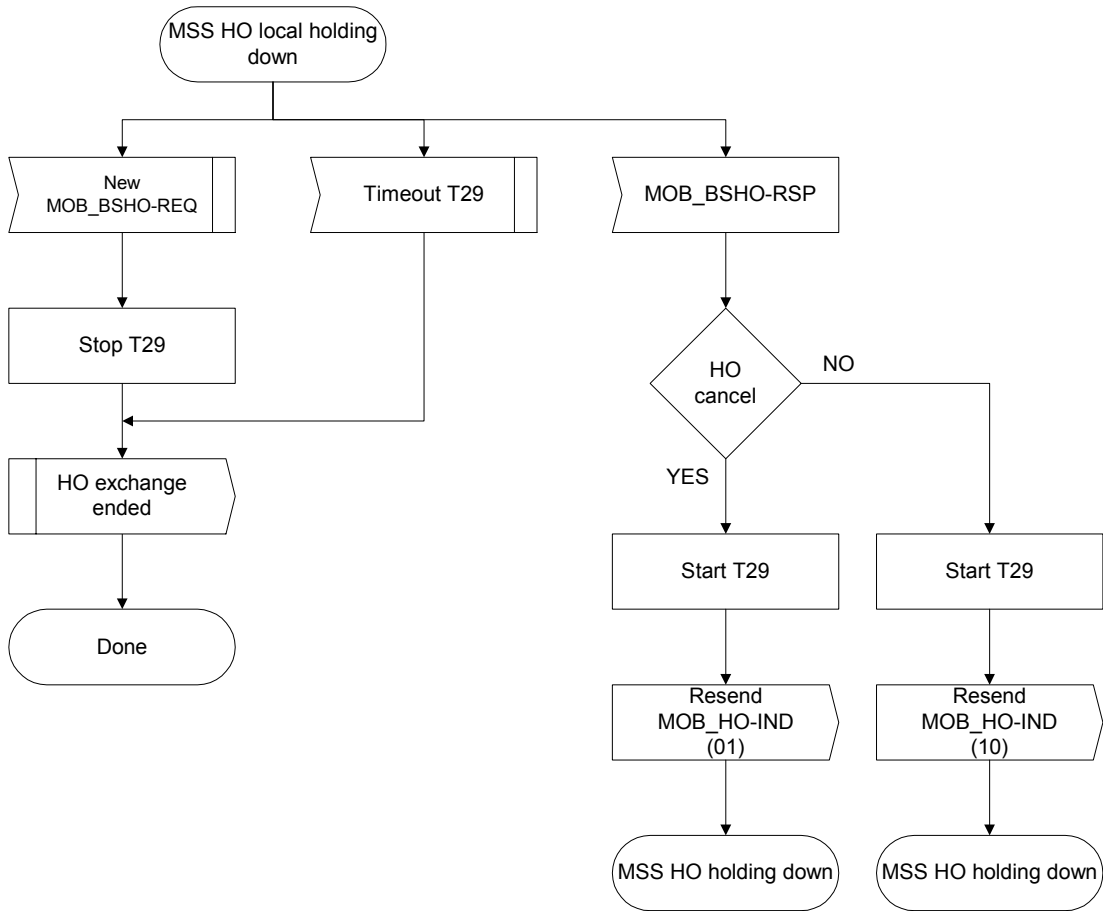 MSS HO local holding
down
New
MOB_BSHO-REQ
Timeout T29
MOB_BSHO-RSP
Stop T29
HO
cancel
NO
YES
HO exchange
ended
Start T29
Start T29
Done
Resend
MOB_HO-IND
(01)
Resend
MOB_HO-IND
(10)
MSS HO holding down
MSS HO holding down